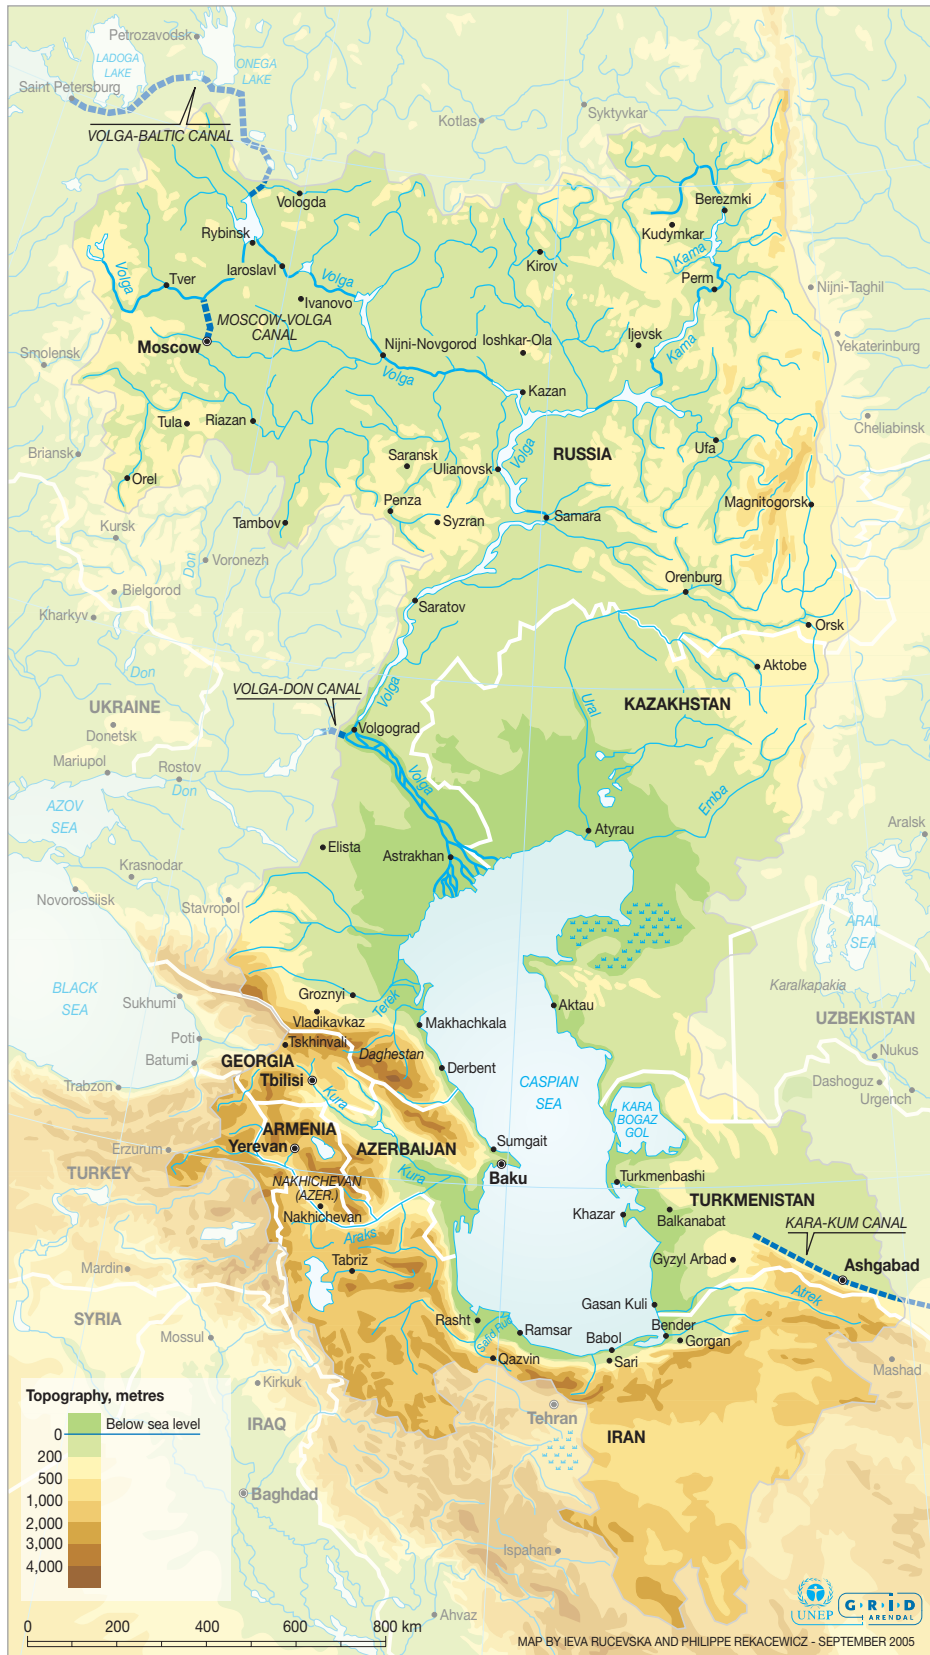 Petrozavodsk
LADOGA
LAKE
ONEGA
LAKE
Saint Petersburg
VOLGA-BALTIC CANAL
Kotlas
Syktyvkar
Vologda
Berezmki
Kudymkar
Rybinsk
Iaroslavl
Volga
Kirov
Kama
Perm
Volga
Tver
Ivanovo
Nijni-Taghil
MOSCOW-VOLGA
CANAL
Moscow
Nijni-Novgorod
Ioshkar-Ola
Ijevsk
Kama
Yekaterinburg
Smolensk
Volga
Kazan
Tula
Riazan
Cheliabinsk
Briansk
Saransk
Ulianovsk
Volga
RUSSIA
Ufa
Orel
Penza
Syzran
Magnitogorsk
Kursk
Tambov
Samara
Don
Voronezh
Bielgorod
Orenburg
Kharkyv
Saratov
Orsk
Don
Aktobe
VOLGA-DON CANAL
Volga
Ural
KAZAKHSTAN
UKRAINE
Donetsk
Volgograd
Mariupol
Rostov
Don
Volga
Emba
AZOV
SEA
Atyrau
Aralsk
Elista
Astrakhan
Krasnodar
Novorossiisk
Stavropol
ARAL
SEA
BLACK
SEA
Sukhumi
Groznyi
Terek
Aktau
Karalkapakia
Vladikavkaz
Makhachkala
UZBEKISTAN
Poti
Tskhinvali
Daghestan
Nukus
Batumi
GEORGIA
Derbent
Trabzon
Tbilisi
CASPIAN
SEA
Dashoguz
Urgench
Kura
KARA
BOGAZ
GOL
ARMENIA
Yerevan
Erzurum
AZERBAIJAN
Sumgait
TURKEY
Kura
Baku
Turkmenbashi
NAKHICHEVAN
(AZER.)
Nakhichevan
TURKMENISTAN
Khazar
Balkanabat
KARA-KUM CANAL
Araks
Tabriz
Gyzyl Arbad
Ashgabad
Mardin
Atrek
SYRIA
Gasan Kuli
Rasht
Safid Rud
Ramsar
Bender
Mossul
Babol
Gorgan
Qazvin
Sari
Mashad
Kirkuk
Topography, metres
Below sea level
0
200
500
1,000
2,000
3,000
4,000
IRAQ
Tehran
IRAN
Baghdad
Ispahan
Ahvaz
UNEP
GRID
ARENDAL
0 200 400 600 800 km
MAP BY IEVA RUCEVSKA AND PHILIPPE REKACEWICZ - SEPTEMBER 2005